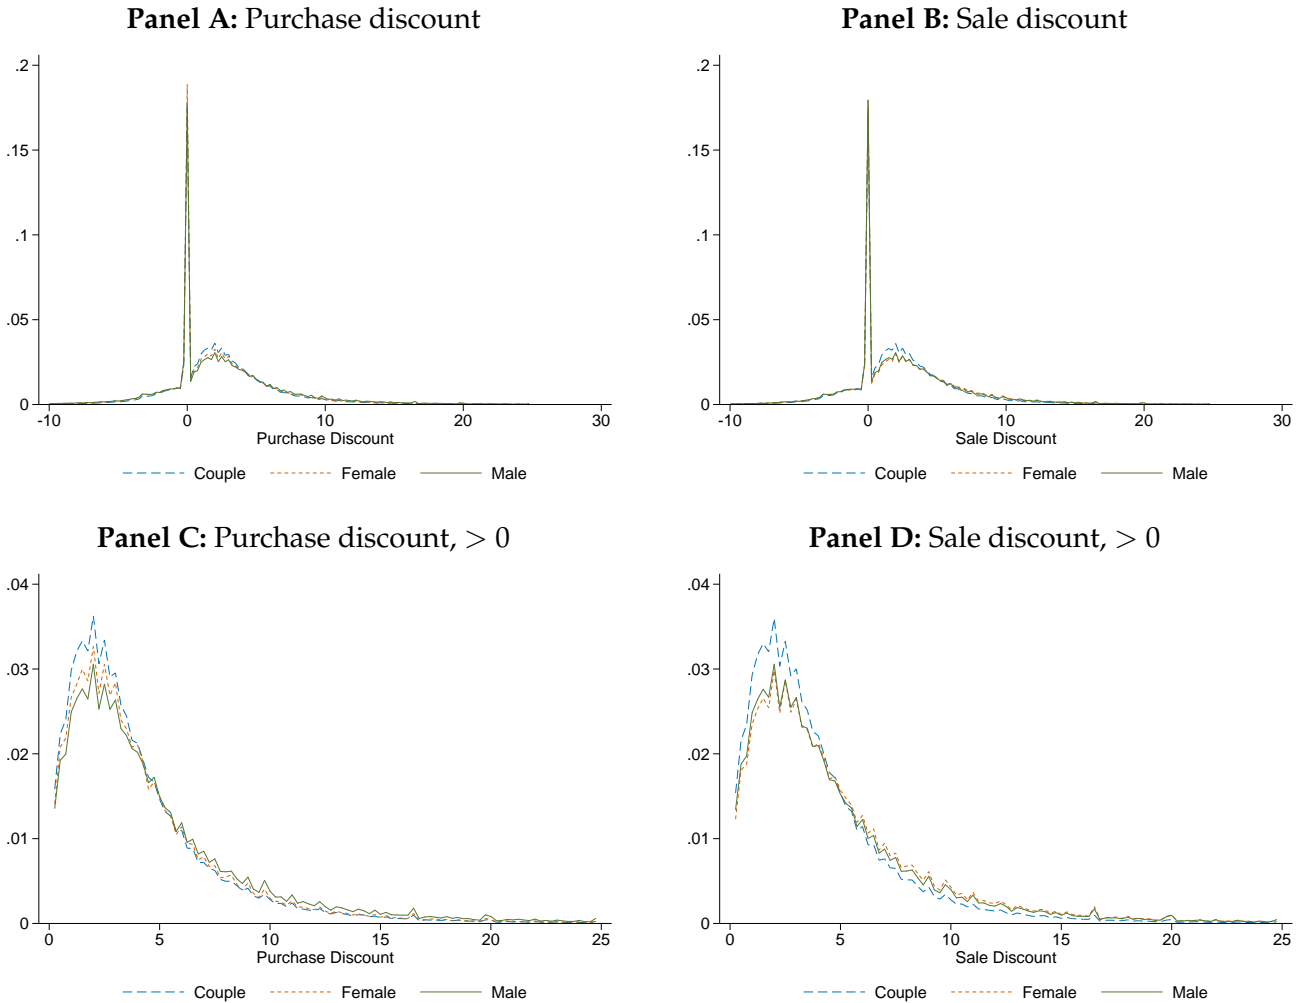 Panel A: Purchase discount
.2
.15
.1
.05
0
-10 0 10 20 30
Purchase Discount
Couple Female Male
Panel B: Sale discount
.2
.15
.1
.05
0
-10 0 10 20 30
Sale Discount
Couple Female Male
Panel C: Purchase discount, > 0
.04
.03
.02
.01
0
0 5 10 15 20 25
Purchase Discount
Couple Female Male
Panel D: Sale discount, > 0
.04
.03
.02
.01
0
0 5 10 15 20 25
Sale Discount
Couple Female Male